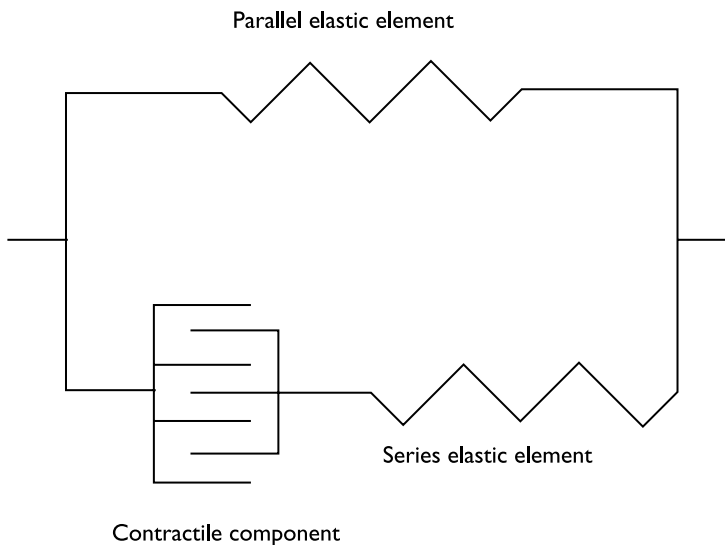 Parallel elastic element
Series elastic element
Contractile component